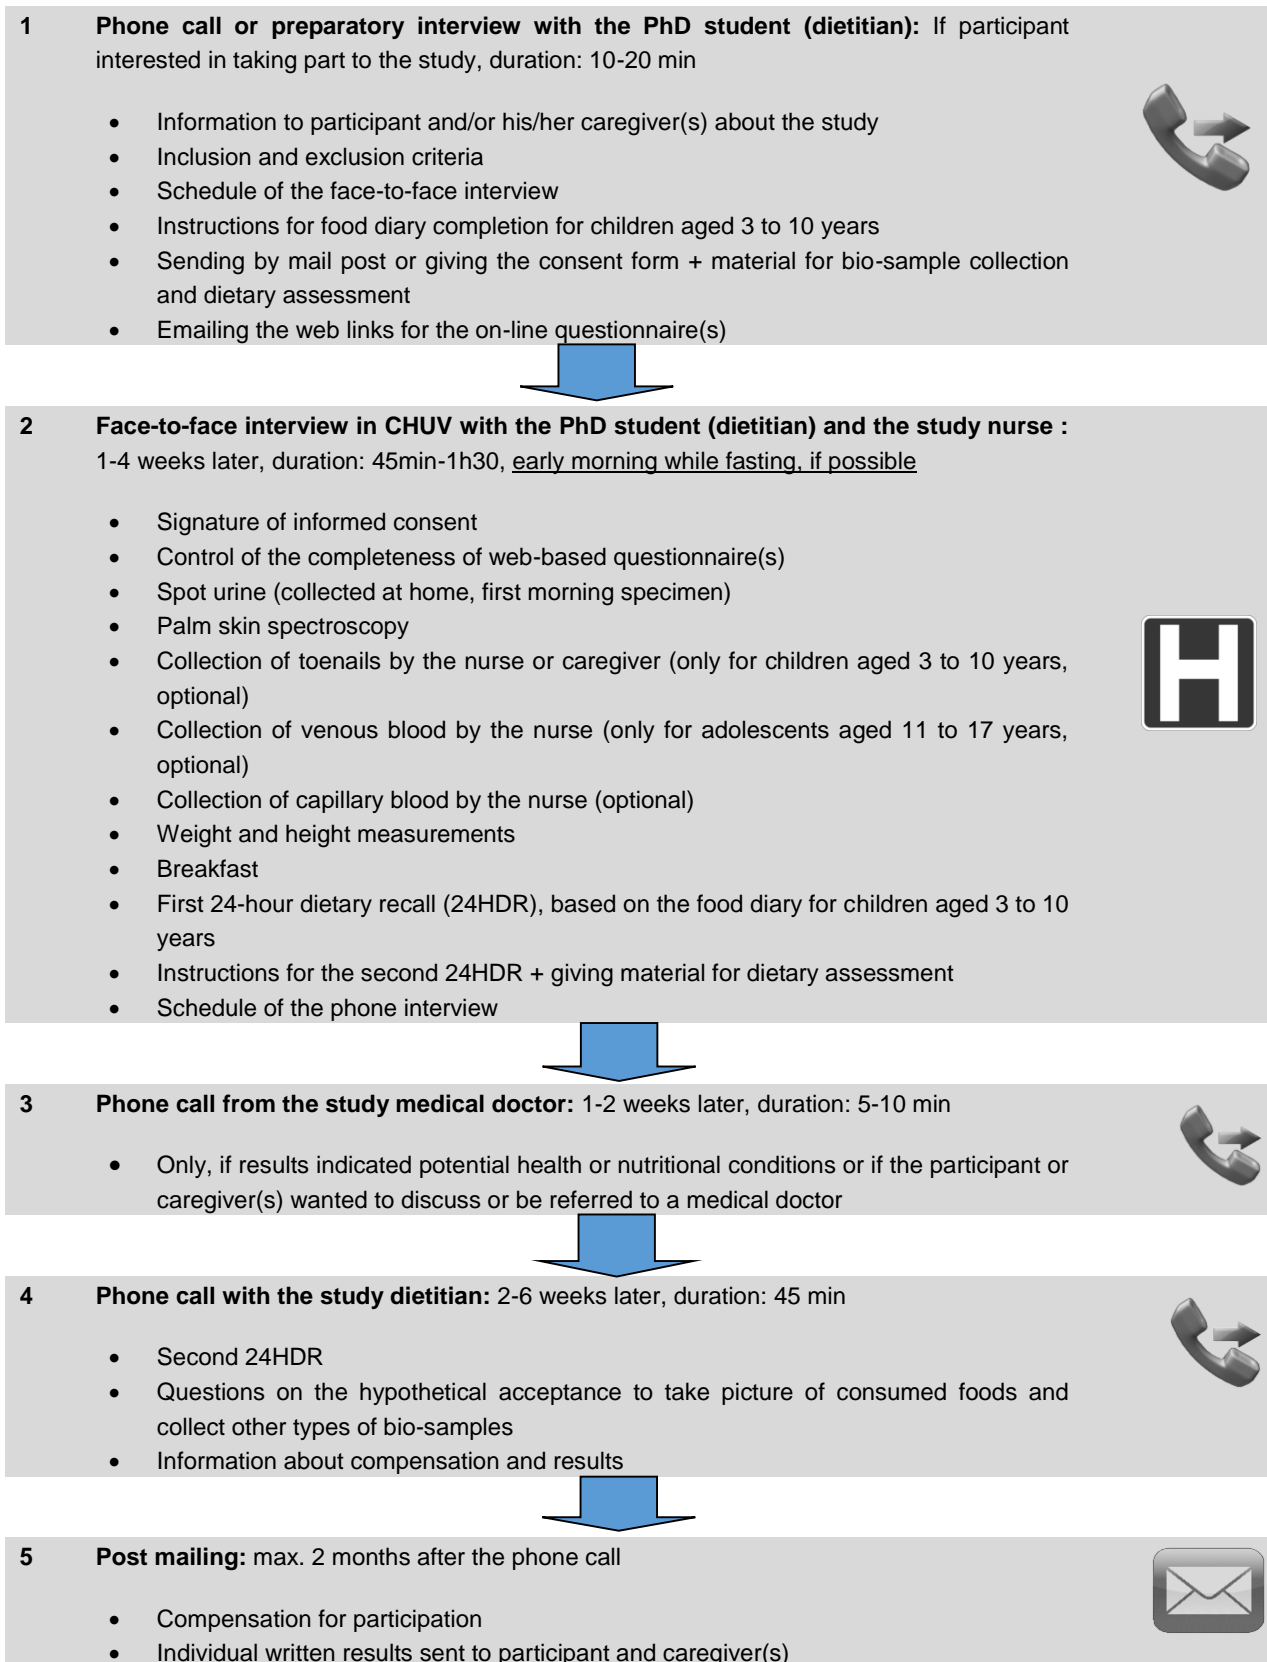 1 Phone call or preparatory interview with the PhD student (dietitian): If participant
interested in taking part to the study, duration: 10-20 min
• Information to participant and/or his/her caregiver(s) about the study
• Inclusion and exclusion criteria
• Schedule of the face-to-face interview
• Instructions for food diary completion for children aged 3 to 10 years
• Sending by mail post or giving the consent form + material for bio-sample collection
and dietary assessment
• Emailing the web links for the on-line questionnaire(s)
2 Face-to-face interview in CHUV with the PhD student (dietitian) and the study nurse :
1-4 weeks later, duration: 45min-1h30, early morning while fasting, if possible
• Signature of informed consent
• Control of the completeness of web-based questionnaire(s)
• Spot urine (collected at home, first morning specimen)
• Palm skin spectroscopy
• Collection of toenails by the nurse or caregiver (only for children aged 3 to 10 years,
optional)
• Collection of venous blood by the nurse (only for adolescents aged 11 to 17 years,
optional)
• Collection of capillary blood by the nurse (optional)
• Weight and height measurements
• Breakfast
• First 24-hour dietary recall (24HDR), based on the food diary for children aged 3 to 10
years
• Instructions for the second 24HDR + giving material for dietary assessment
• Schedule of the phone interview
H
3 Phone call from the study medical doctor: 1-2 weeks later, duration: 5-10 min
• Only, if results indicated potential health or nutritional conditions or if the participant or
caregiver(s) wanted to discuss or be referred to a medical doctor
4 Phone call with the study dietitian: 2-6 weeks later, duration: 45 min
• Second 24HDR
• Questions on the hypothetical acceptance to take picture of consumed foods and
collect other types of bio-samples
• Information about compensation and results
5 Post mailing: max. 2 months after the phone call
• Compensation for participation
• Individual written results sent to participant and caregiver(s)